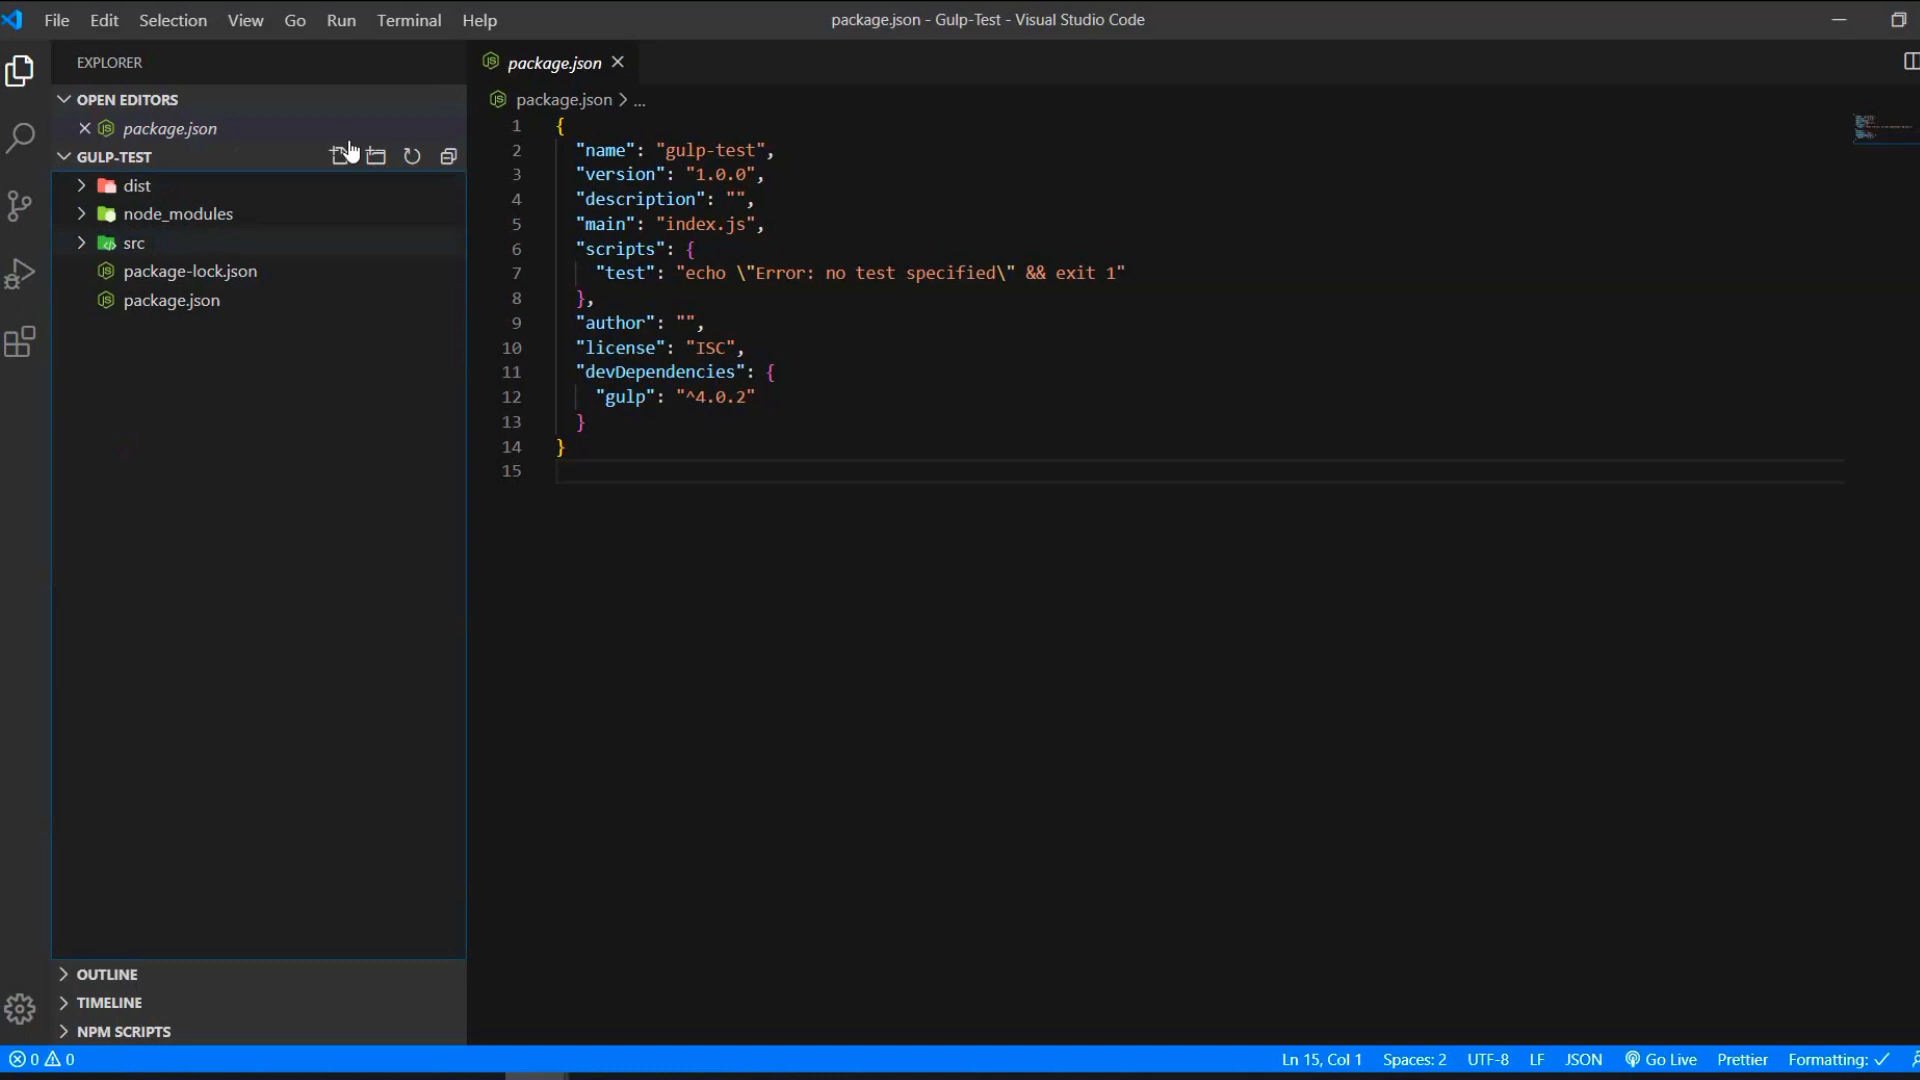 File Edit Selection View Go Run Terminal Help
package.json - Gulp-Test - Visual Studio Code
EXPLORER
OPEN EDITORS
package.json
GULP-TEST
dist
node_modules
src
package-lock.json
package.json
OUTLINE
TIMELINE
NPM SCRIPTS
package.json
package.json > ...
1 {
2 "name": "gulp-test",
3 "version": "1.0.0",
4 "description": "",
5 "main": "index.js",
6 "scripts": {
7 "test": "echo \"Error: no test specified\" && exit 1"
8 },
9 "author": "",
10 "license": "ISC",
11 "devDependencies": {
12 "gulp": "^4.0.2"
13 }
14 }
15
0 0 Ln 15, Col 1 Spaces: 2 UTF-8 LF JSON Go Live Prettier Formatting: ✓